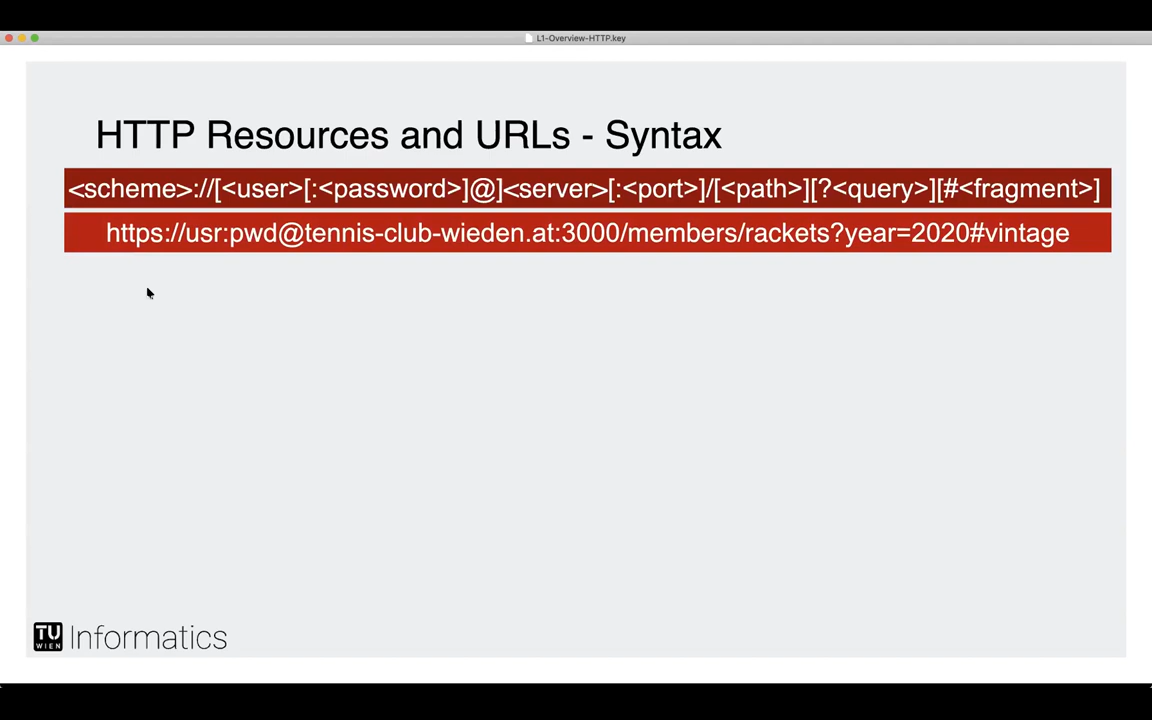 L1-Overview-HTTP.key
HTTP Resources and URLs - Syntax
<scheme>://[<user>[:<password>]@]<server>[:<port>]/[<path>][?<query>][#<fragment>]
https://usr:pwd@tennis-club-wieden.at:3000/members/rackets?year=2020#vintage
TU
WIEN
Informatics